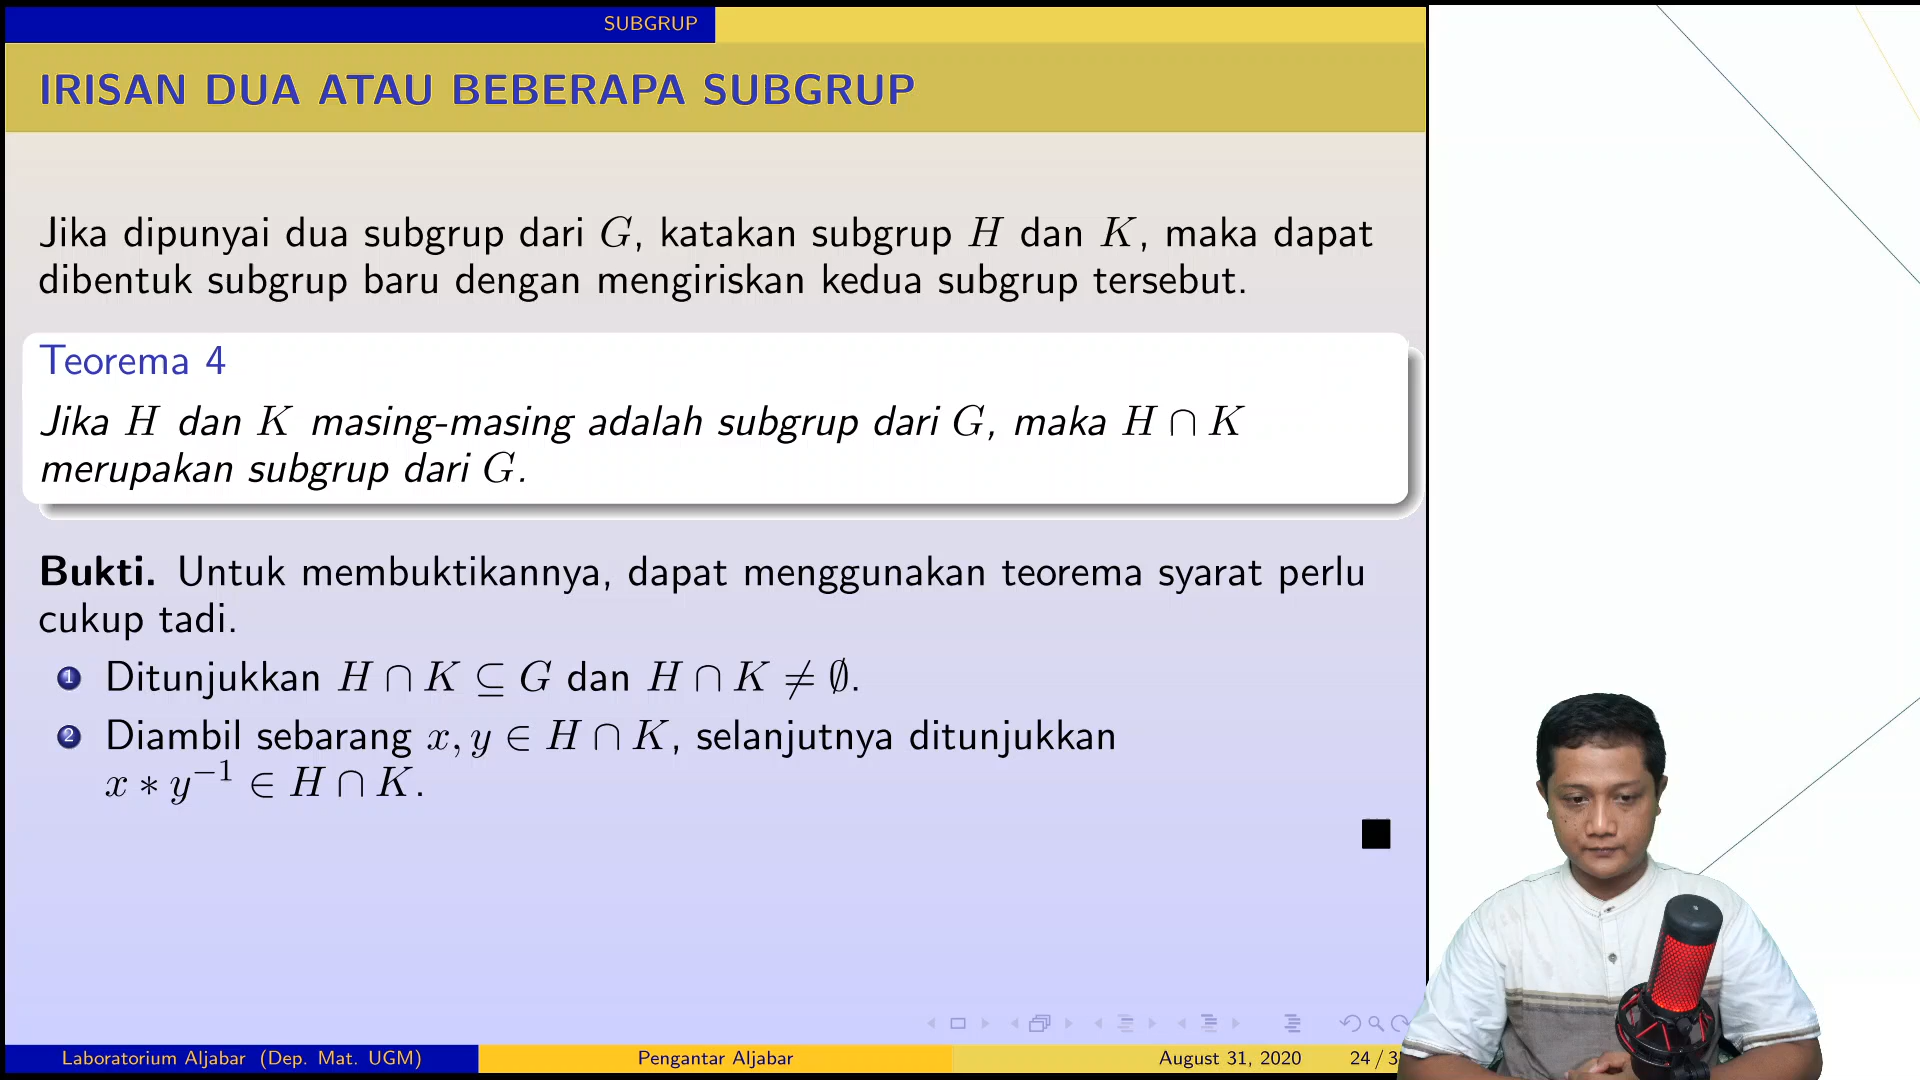 SUBGRUP
IRISAN DUA ATAU BEBERAPA SUBGRUP
Jika dipunyai dua subgrup dari G, katakan subgrup H dan K, maka dapat
dibentuk subgrup baru dengan mengiriskan kedua subgrup tersebut.
Teorema 4
Jika H dan K masing-masing adalah subgrup dari G, maka H ∩ K
merupakan subgrup dari G.
Bukti. Untuk membuktikannya, dapat menggunakan teorema syarat perlu
cukup tadi.
1 Ditunjukkan H ∩ K ⊆ G dan H ∩ K ≠ ∅.
2 Diambil sebarang x, y ∈ H ∩ K, selanjutnya ditunjukkan
x ∗ y⁻¹ ∈ H ∩ K.
Laboratorium Aljabar (Dep. Mat. UGM) Pengantar Aljabar August 31, 2020 24 / 3